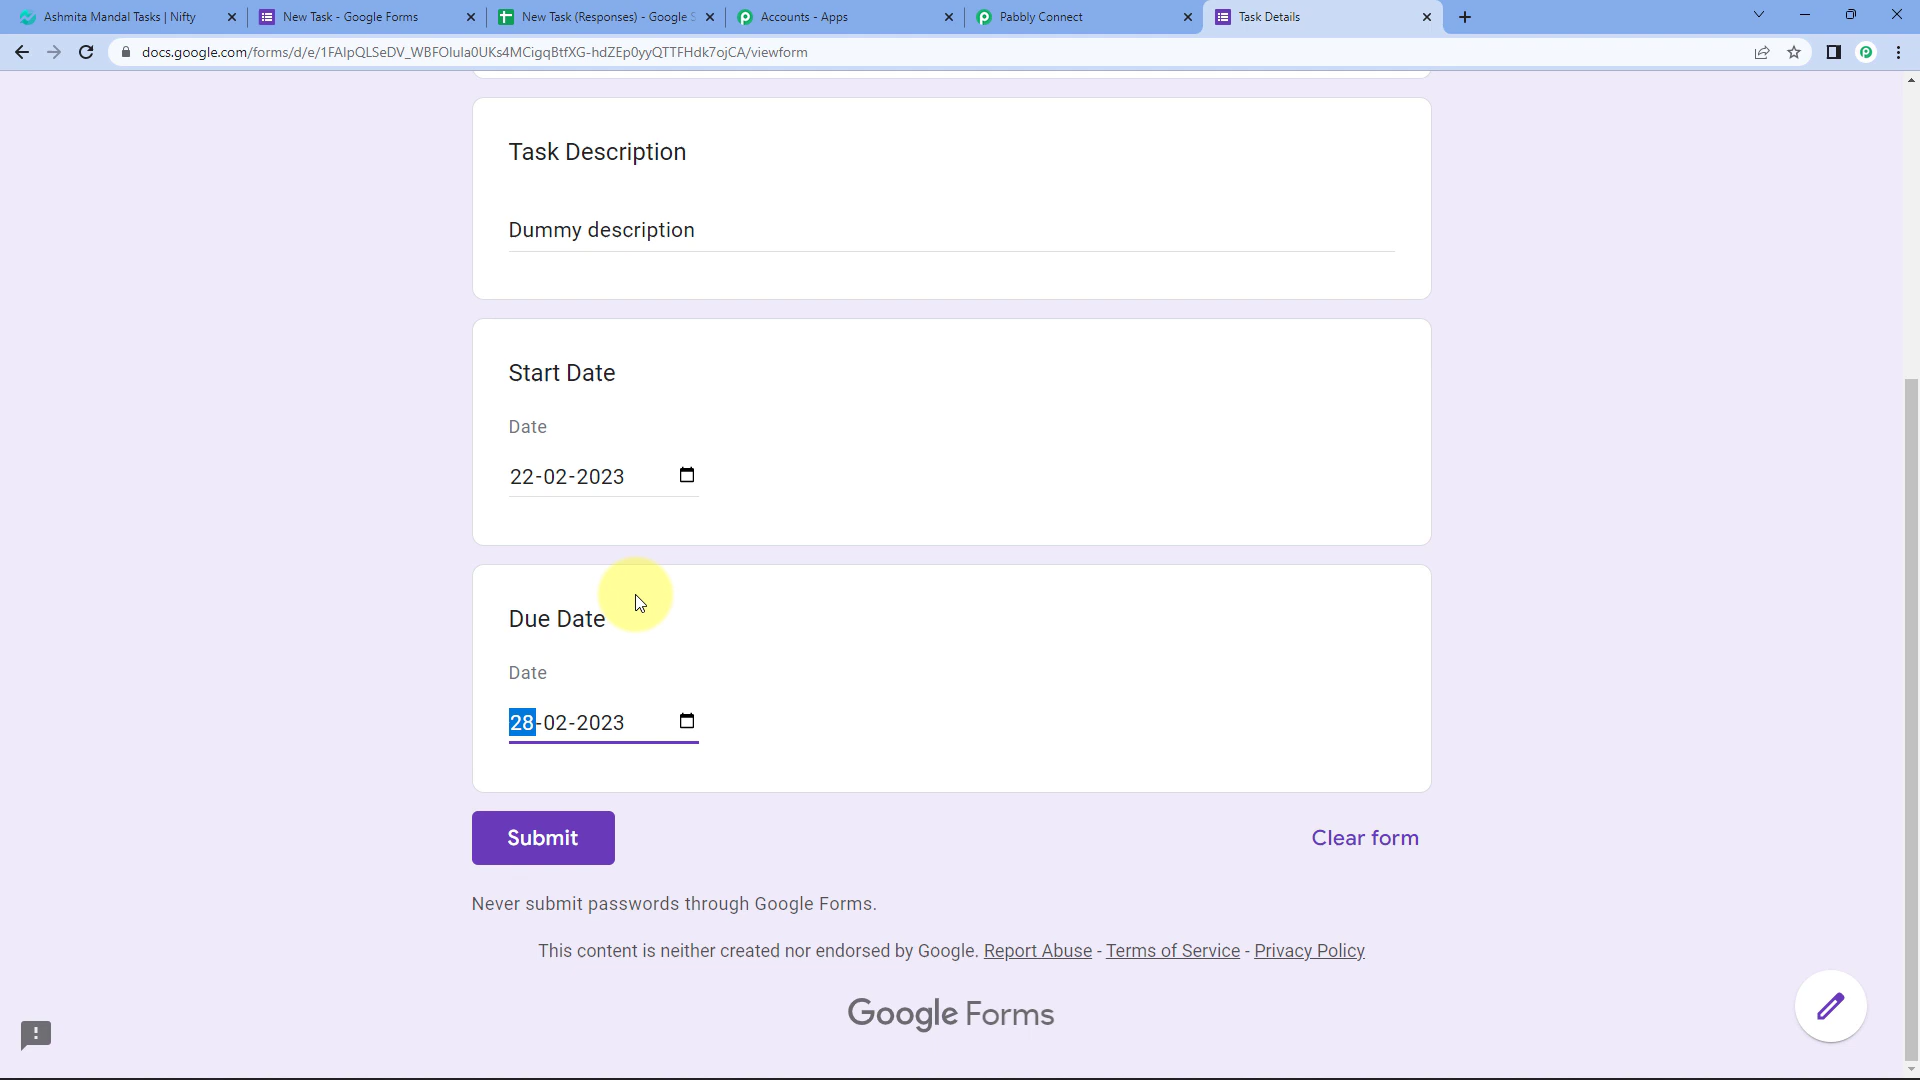 Ashmita Mandal Tasks | Nifty
New Task - Google Forms
New Task (Responses) - Google S
Accounts - Apps
Pabbly Connect
Task Details
docs.google.com/forms/d/e/1FAIpQLSeDV_WBFOlula0UKs4MCigqBtfXG-hdZEp0yyQTTFHdk7ojCA/viewform
Task Description
Dummy description
Start Date
Date
22-02-2023
Due Date
Date
28-02-2023
Submit
Clear form
Never submit passwords through Google Forms.
This content is neither created nor endorsed by Google. Report Abuse - Terms of Service - Privacy Policy
Google Forms